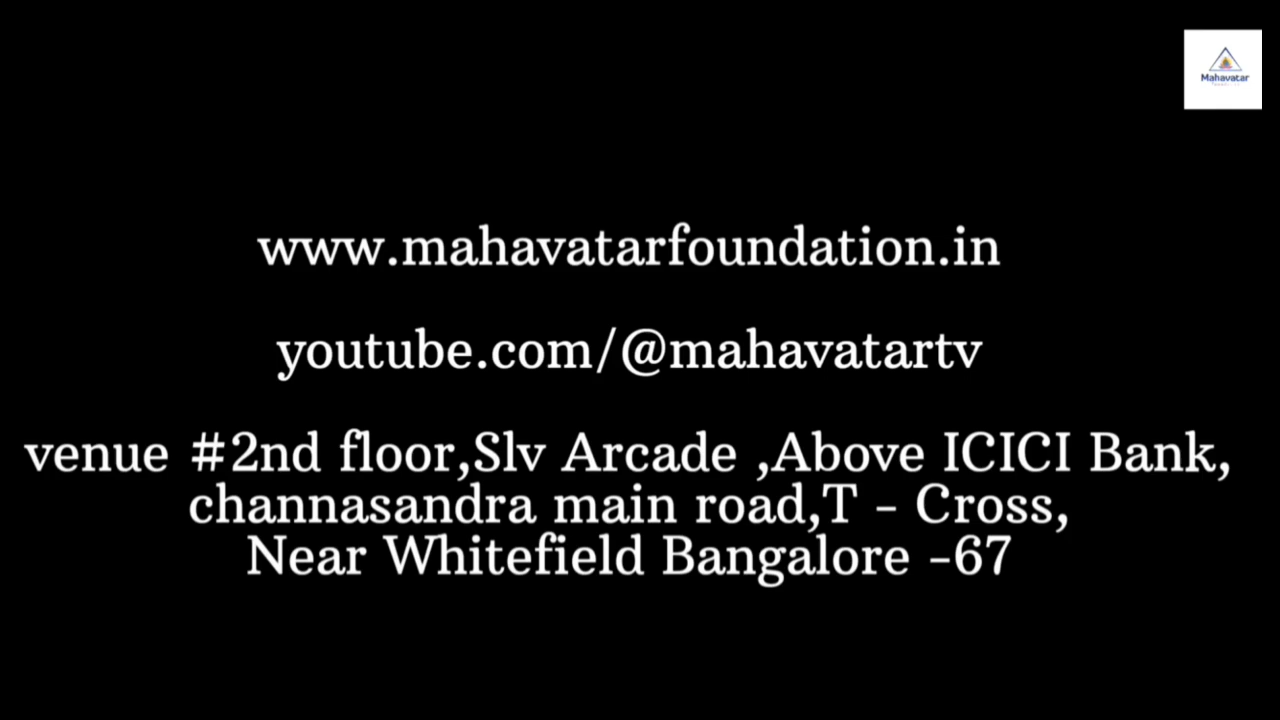 Mahavatar
www.mahavatarfoundation.in
youtube.com/@mahavatartv
venue #2nd floor,Slv Arcade ,Above ICICI Bank,
channasandra main road,T - Cross,
Near Whitefield Bangalore -67